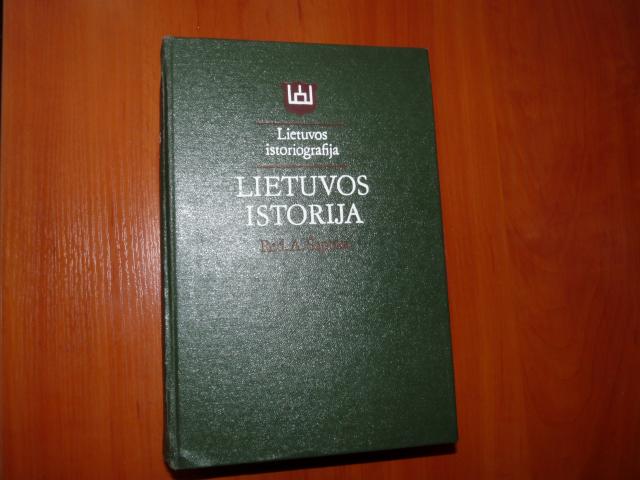 Lietuvos
istoriografija
LIETUVOS
ISTORIJA
Red. A. Šapoka